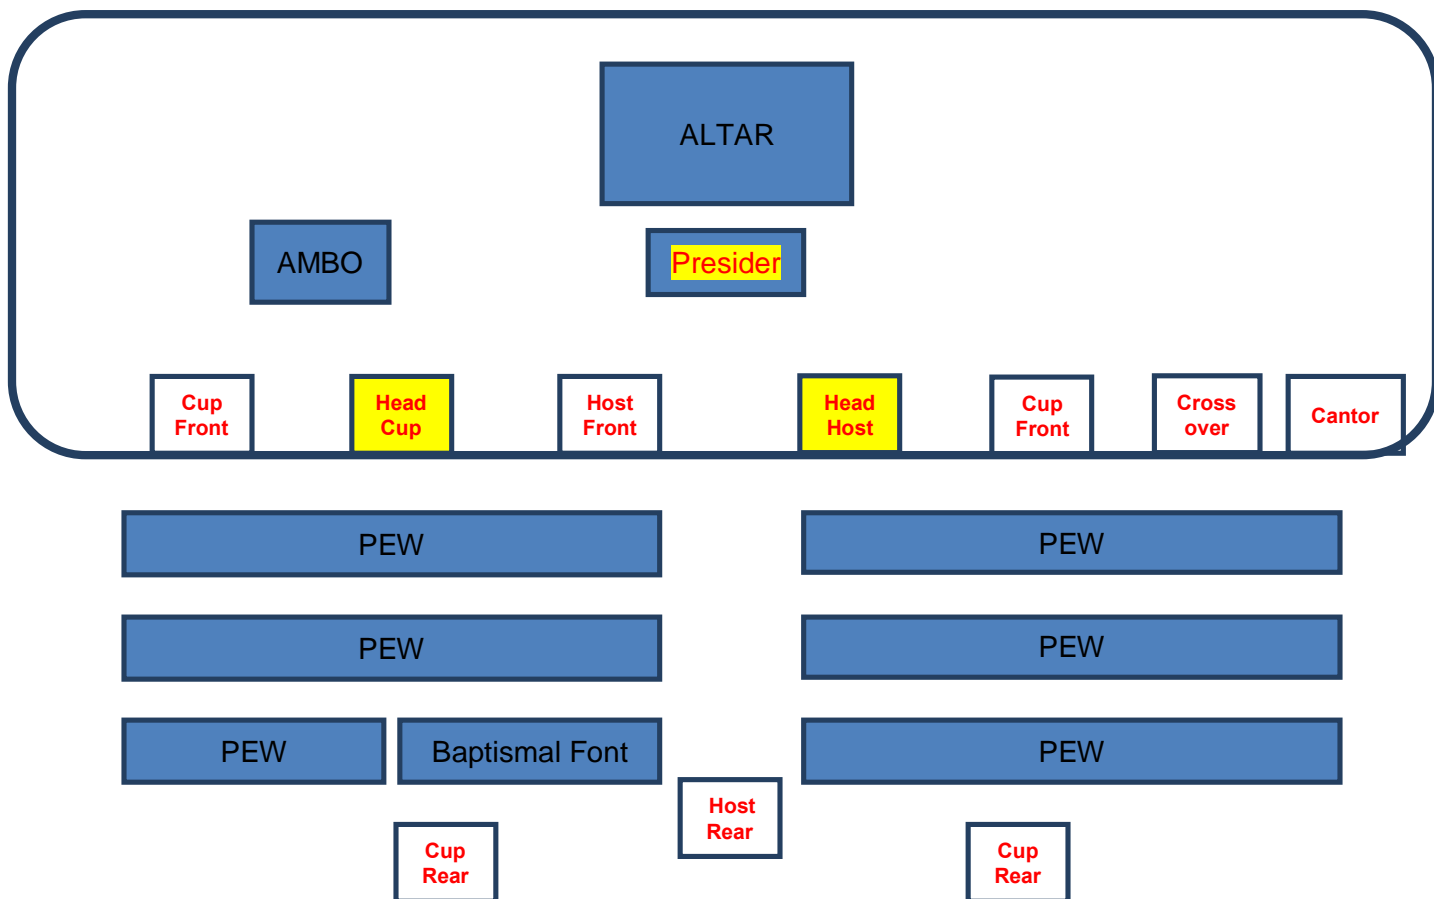 ALTAR
AMBO
Presider
Cup
Front
Head
Cup
Host
Front
Head
Host
Cup
Front
Cross
over
Cantor
PEW
PEW
PEW
PEW
PEW
Baptismal Font
PEW
Host
Rear
Cup
Rear
Cup
Rear